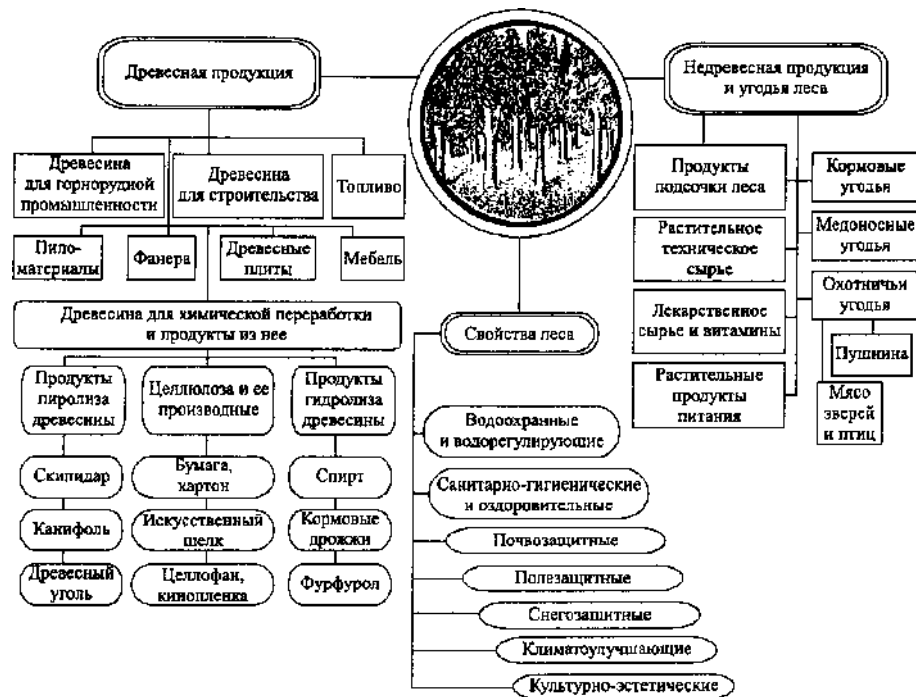 Древесная продукция
Недревесная продукция
и угодья леса
Древесина
для горнорудной
промышленности
Древесина
для строительства
Топливо
Пило-
материалы
Фанера
Древесные
плиты
Мебель
Древесина для химической переработки
и продукты из нее
Продукты
пиролиза
древесины
Целлюлоза и ее
производные
Продукты
гидролиза
древесины
Скипидар
Бумага,
картон
Спирт
Канифоль
Искусственный
шелк
Кормовые
дрожжи
Древесный
уголь
Целлофан,
кинопленка
Фурфурол
Свойства леса
Водоохранные
и водорегулирующие
Санитарно-гигиенические
и оздоровительные
Почвозащитные
Полезащитные
Снегозащитные
Климатоулучшающие
Культурно-эстетические
Продукты
подсочки леса
Кормовые
угодья
Растительное
техническое
сырье
Медоносные
угодья
Лекарственное
сырье и витамины
Охотничьи
угодья
Растительные
продукты
питания
Пушнина
Мясо
зверей
и птиц